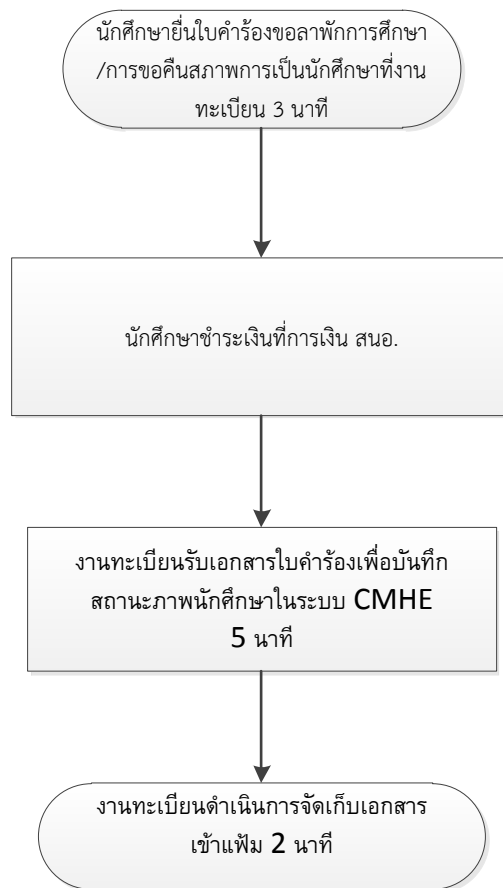 นักศึกษายื่นใบคำร้องขอลาพักการศึกษา
/การขอคืนสภาพการเป็นนักศึกษาที่งาน
ทะเบียน 3 นาที
นักศึกษาชำระเงินที่การเงิน สนอ.
งานทะเบียนรับเอกสารใบคำร้องเพื่อบันทึก
สถานะภาพนักศึกษาในระบบ CMHE
5 นาที
งานทะเบียนดำเนินการจัดเก็บเอกสาร
เข้าแฟ้ม 2 นาที